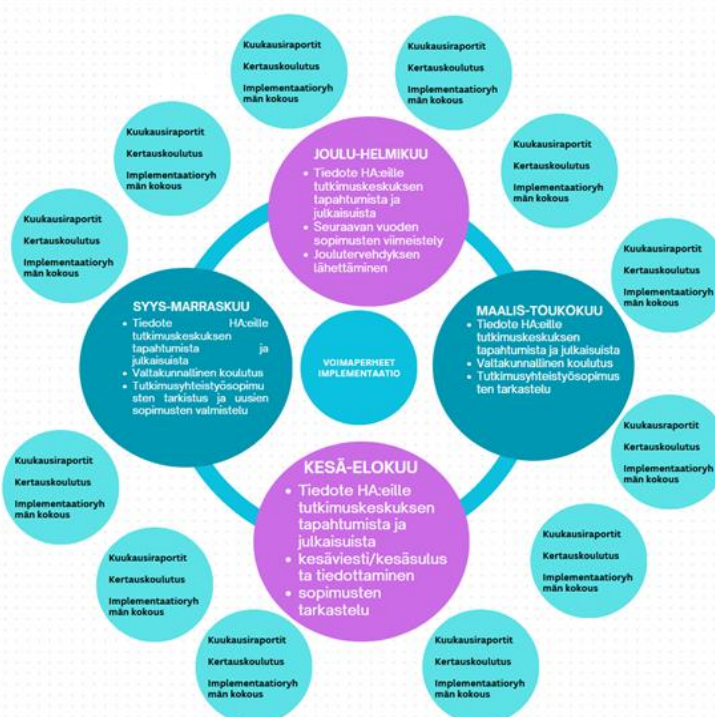 Kuukausiraportit
Kertauskoulutus
Implementaatioryh
män kokous
Kuukausiraportit
Kertauskoulutus
Implementaatioryh
män kokous
Kuukausiraportit
Kertauskoulutus
Implementaatioryh
män kokous
Kuukausiraportit
Kertauskoulutus
Implementaatioryh
män kokous
Kuukausiraportit
Kertauskoulutus
Implementaatioryh
män kokous
Kuukausiraportit
Kertauskoulutus
Implementaatioryh
män kokous
JOULU-HELMIKUU
• Tiedote HA:eille
tutkimuskeskuksen
tapahtumista ja
julkaisuista
• Seuraavan vuoden
sopimusten viimeistely
• Joulutervehdyksen
lähettäminen
SYYS-MARRASKUU
• Tiedote HA:eille
tutkimuskeskuksen
tapahtumista ja
julkaisuista
• Valtakunnallinen koulutus
• Tutkimusyhteistyösopimu
sten tarkistus ja uusien
sopimusten valmistelu
VOIMAPERHEET
IMPLEMENTAATIO
MAALIS-TOUKOKUU
• Tiedote HA:eille
tutkimuskeskuksen
tapahtumista ja julkaisuista
• Valtakunnallinen koulutus
• Tutkimusyhteistyösopimus
ten tarkastelu
KESÄ-ELOKUU
• Tiedote HA:eille
tutkimuskeskuksen
tapahtumista ja
julkaisuista
• kesäviesti/kesäsulus
ta tiedottaminen
• sopimusten
tarkastelu
Kuukausraportit
Kertauskoulutus
Implementaatioryh
män kokous
Kuukausiraportit
Kertauskoulutus
Implementaatioryh
män kokous
Kuukausiraportit
Kertauskoulutus
Implementaatioryh
män kokous
Kuukausiraportit
Kertauskoulutus
Implementaatioryh
män kokous
Kuukausiraportit
Kertauskoulutus
Implementaatioryh
män kokous
Kuukausiraportit
Kertauskoulutus
Implementaatioryh
män kokous